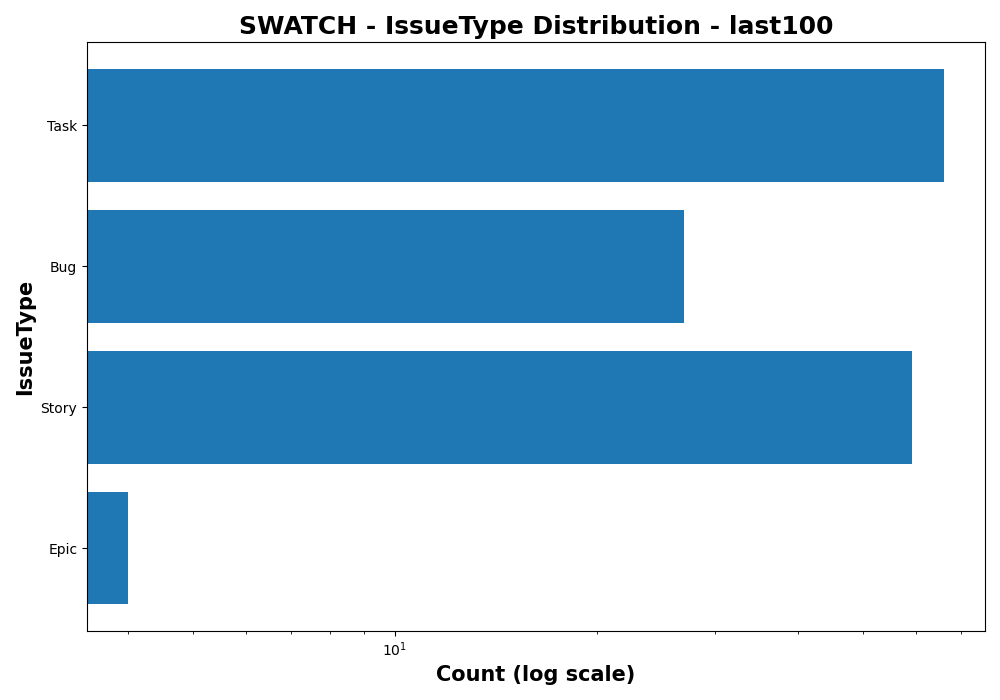 SWATCH - IssueType Distribution - last100
IssueType
Task
Bug
Story
Epic
10¹
Count (log scale)